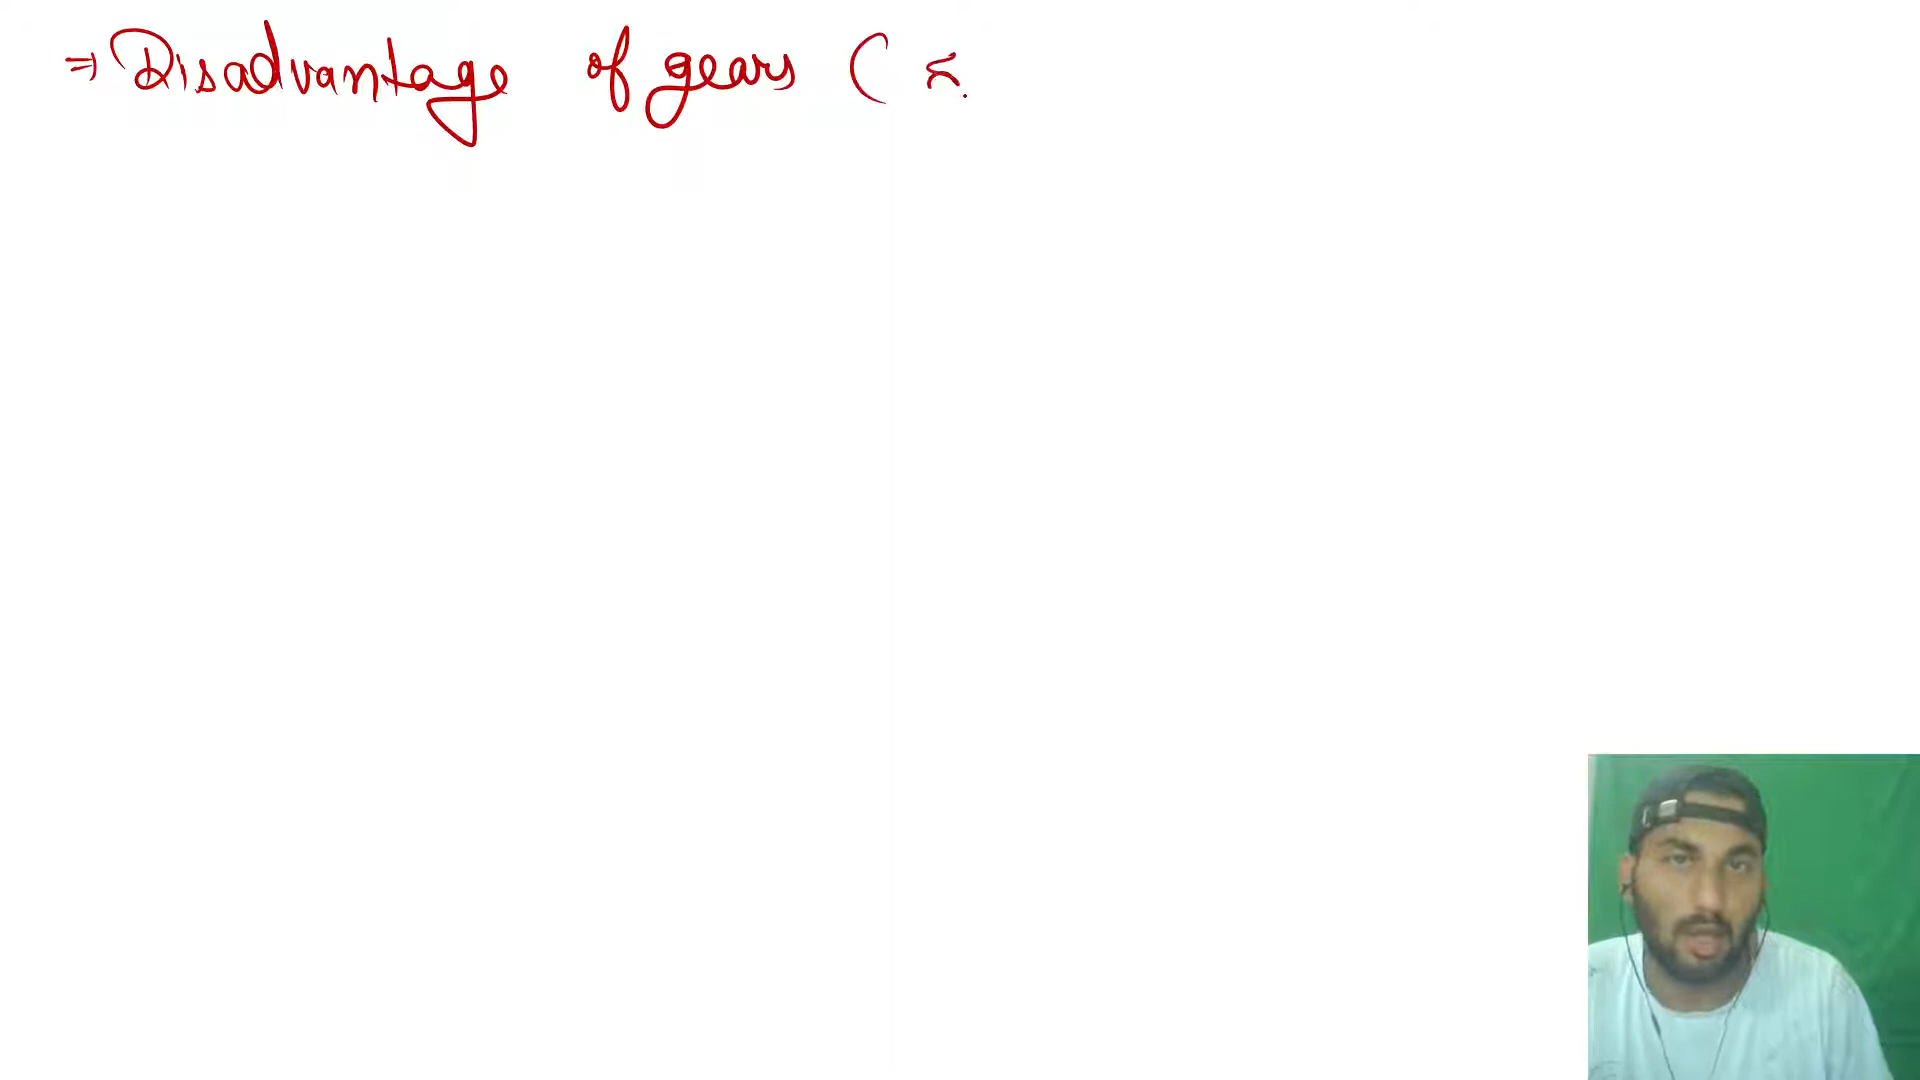 ⇒ Disadvantage of gears (